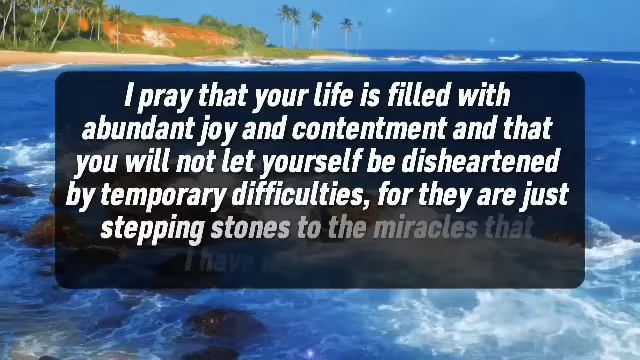 I pray that your life is filled with
abundant joy and contentment and that
you will not let yourself be disheartened
by temporary difficulties, for they are just
stepping stones to the miracles that
I have